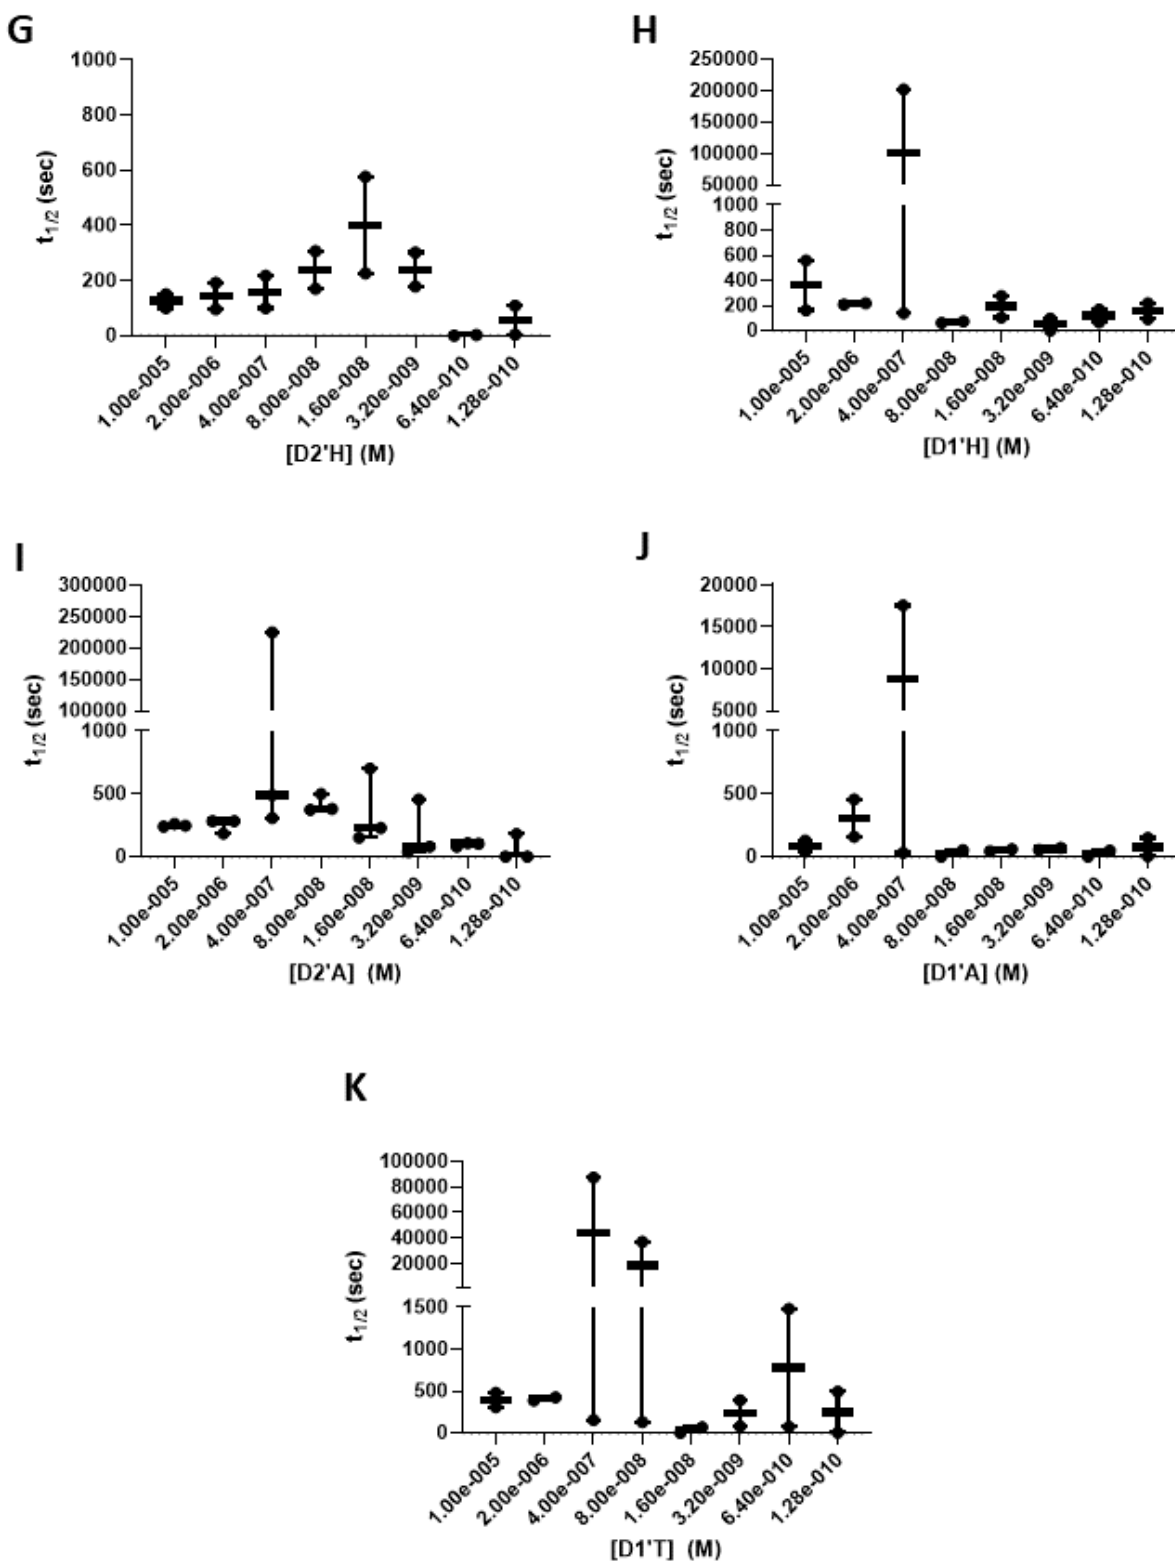 G
1000
800
600
400
200
0
t1/2 (sec)
1.00e-005
2.00e-006
4.00e-007
8.00e-008
1.60e-008
3.20e-009
6.40e-010
1.28e-010
[D2'H] (M)
H
250000
200000
150000
100000
50000
1000
800
600
400
200
0
t1/2 (sec)
1.00e-005
2.00e-006
4.00e-007
8.00e-008
1.60e-008
3.20e-009
6.40e-010
1.28e-010
[D1'H] (M)
I
300000
250000
200000
150000
100000
1000
500
0
t1/2 (sec)
1.00e-005
2.00e-006
4.00e-007
8.00e-008
1.60e-008
3.20e-009
6.40e-010
1.28e-010
[D2'A] (M)
J
20000
15000
10000
5000
1000
500
0
t1/2 (sec)
1.00e-005
2.00e-006
4.00e-007
8.00e-008
1.60e-008
3.20e-009
6.40e-010
1.28e-010
[D1'A] (M)
K
100000
80000
60000
40000
20000
1500
1000
500
0
t1/2 (sec)
1.00e-005
2.00e-006
4.00e-007
8.00e-008
1.60e-008
3.20e-009
6.40e-010
1.28e-010
[D1'T] (M)